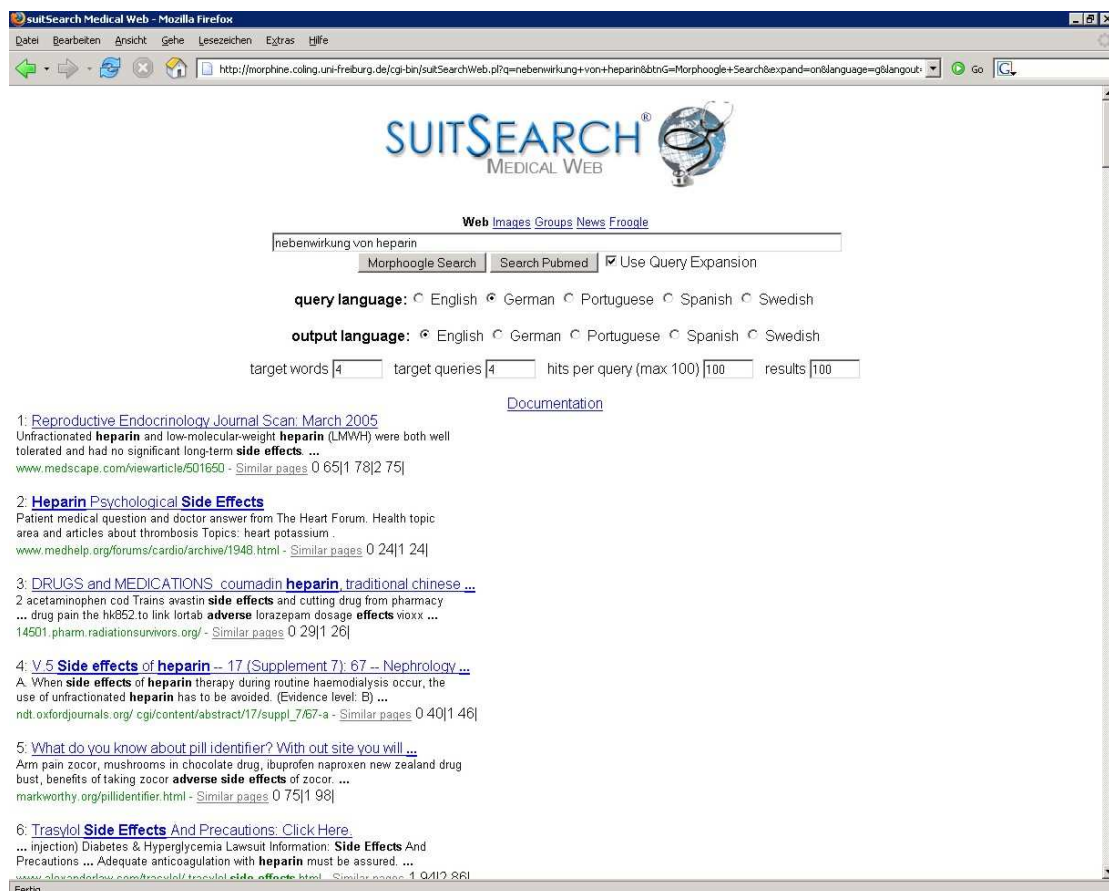 suitSearch Medical Web - Mozilla Firefox
Datei Bearbeiten Ansicht Gehe Lesezeichen Extras Hilfe
http://morphine.coling.uni-freiburg.de/cgi-bin/suitSearchWeb.pl?q=nebenwirkung+von+heparin&btnG=Morphoogle+Search&expand=on&language=g&langout= Go G
SUITSEARCH®
MEDICAL WEB
Web Images Groups News Froogle
nebenwirkung von heparin
Morphoogle Search Search Pubmed Use Query Expansion
query language: English German Portuguese Spanish Swedish
output language: English German Portuguese Spanish Swedish
target words 4 target queries 4 hits per query (max 100) 100 results 100
Documentation
1: Reproductive Endocrinology Journal Scan: March 2005
Unfractionated heparin and low-molecular-weight heparin (LMWH) were both well
tolerated and had no significant long-term side effects. ...
www.medscape.com/viewarticle/501650 - Similar pages 0 65|1 78|2 75|
2: Heparin Psychological Side Effects
Patient medical question and doctor answer from The Heart Forum. Health topic
area and articles about thrombosis Topics: heart potassium .
www.medhelp.org/forums/cardio/archive/1948.html - Similar pages 0 24|1 24|
3: DRUGS and MEDICATIONS coumadin heparin, traditional chinese ...
2 acetaminophen cod Trains avastin side effects and cutting drug from pharmacy
... drug pain the hk852.to link lortab adverse lorazepam dosage effects vioxx ...
14501.pharm.radiationsurvivors.org/ - Similar pages 0 29|1 26|
4: V.5 Side effects of heparin -- 17 (Supplement 7): 67 -- Nephrology ...
A. When side effects of heparin therapy during routine haemodialysis occur, the
use of unfractionated heparin has to be avoided. (Evidence level: B) ...
ndt.oxfordjournals.org/ cgi/content/abstract/17/suppl_7/67-a - Similar pages 0 40|1 46|
5: What do you know about pill identifier? With out site you will ...
Arm pain zocor, mushrooms in chocolate drug, ibuprofen naproxen new zealand drug
bust, benefits of taking zocor adverse side effects of zocor. ...
markworthy.org/pillidentifier.html - Similar pages 0 75|1 98|
6: Trasylol Side Effects And Precautions: Click Here.
... injection) Diabetes & Hyperglycemia Lawsuit Information: Side Effects And
Precautions ... Adequate anticoagulation with heparin must be assured. ...
www.alexanderlaw.com/trasylol/ trasylol side effects.html - Similar pages 1 94|2 86|
Fertig